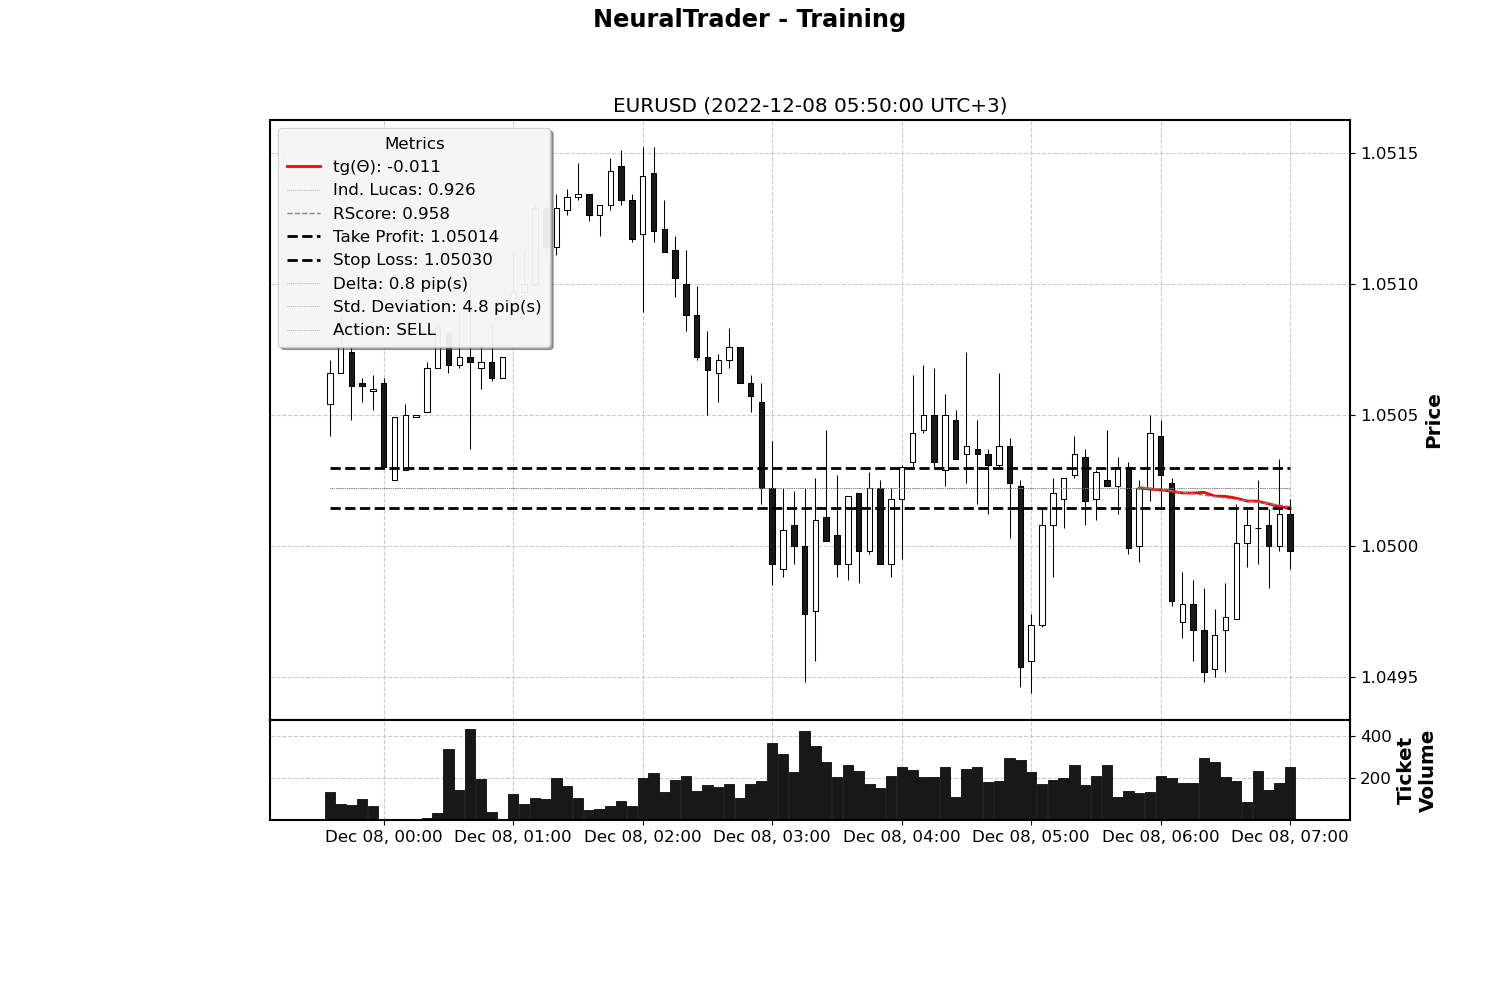 NeuralTrader - Training
EURUSD (2022-12-08 05:50:00 UTC+3)
Metrics
tg(Θ): -0.011
Ind. Lucas: 0.926
RScore: 0.958
Take Profit: 1.05014
Stop Loss: 1.05030
Delta: 0.8 pip(s)
Std. Deviation: 4.8 pip(s)
Action: SELL
1.0515
1.0510
1.0505
1.0500
1.0495
Price
400
200
Ticket
Volume
Dec 08, 00:00 Dec 08, 01:00 Dec 08, 02:00 Dec 08, 03:00 Dec 08, 04:00 Dec 08, 05:00 Dec 08, 06:00 Dec 08, 07:00